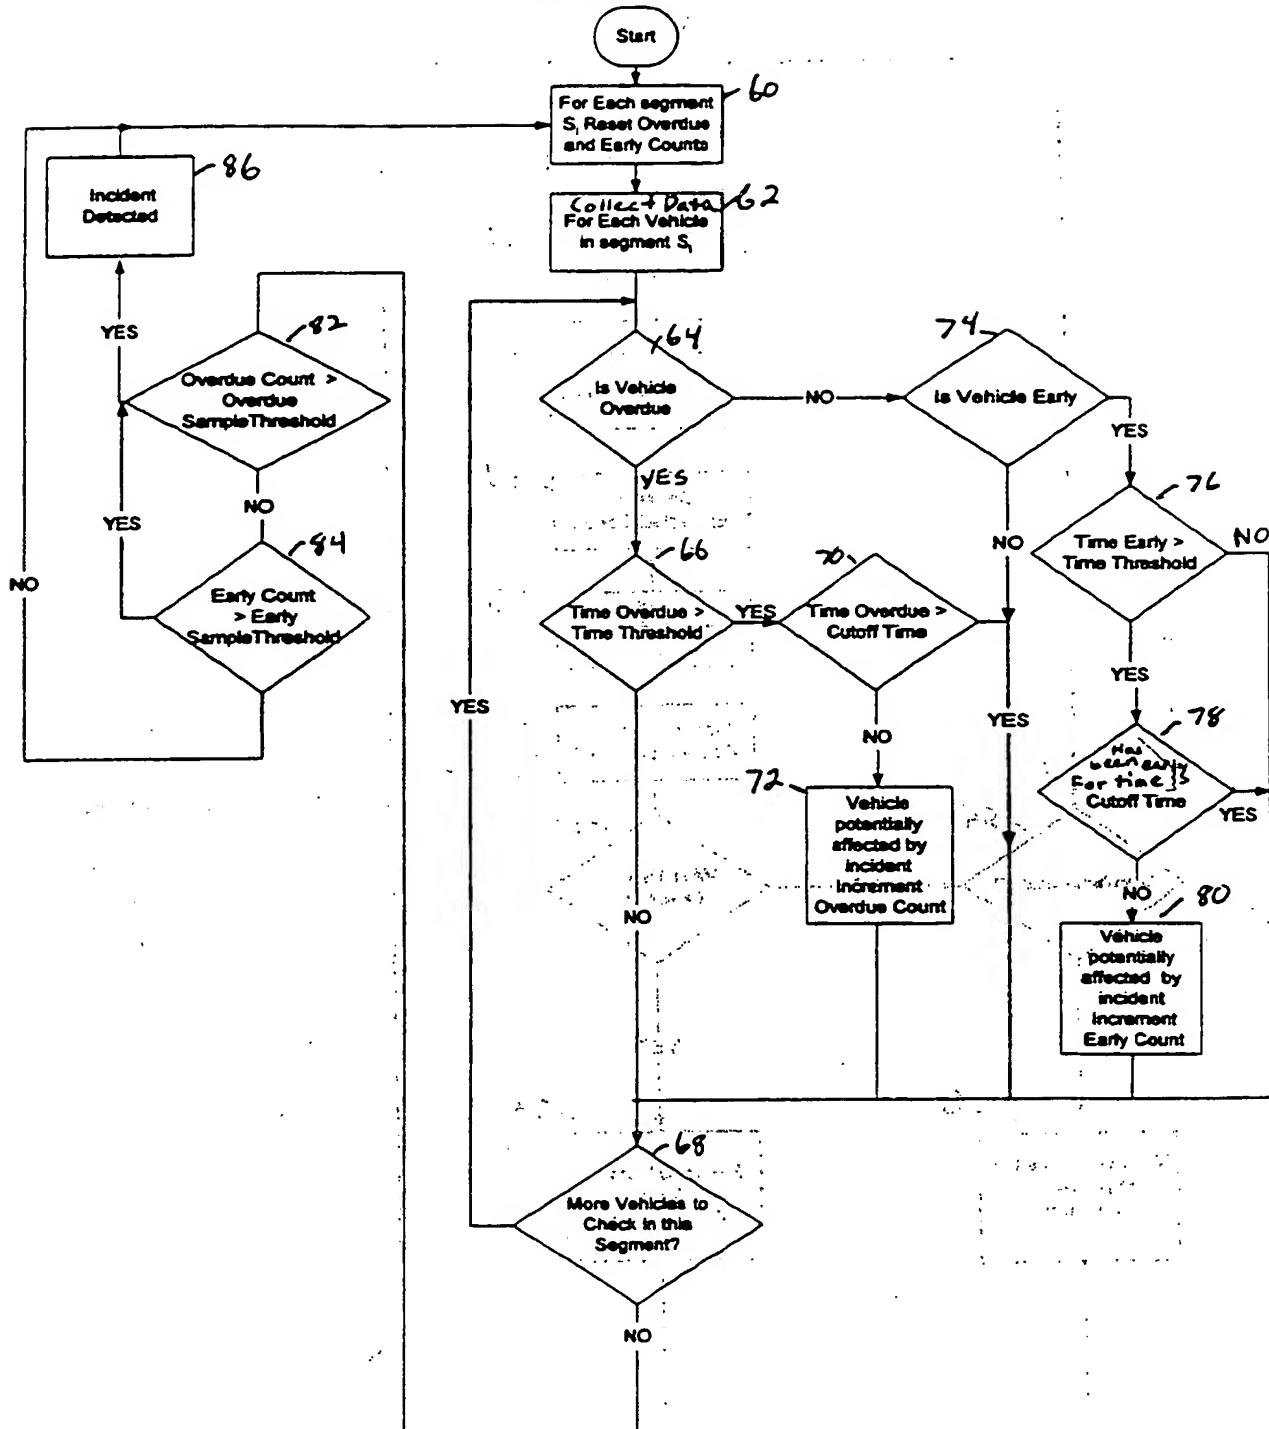 Start
60
For Each segment
Si Reset Overdue
and Early Counts
86
Incident
Detected
62
Collect Data
For Each Vehicle
in segment Si
YES
82
Overdue Count >
Overdue
SampleThreshold
64
Is Vehicle
Overdue
NO
74
Is Vehicle Early
YES
YES
NO
YES
84
Early Count
> Early
SampleThreshold
NO
66
Time Overdue >
Time Threshold
YES
70
Time Overdue >
Cutoff Time
NO
76
Time Early >
Time Threshold
NO
YES
YES
NO
YES
78
Has
been early
For time >
Cutoff Time
YES
72
Vehicle
potentially
affected by
incident
Increment
Overdue Count
NO
NO
80
Vehicle
potentially
affected by
incident
Increment
Early Count
68
More Vehicles to
Check in this
Segment?
NO